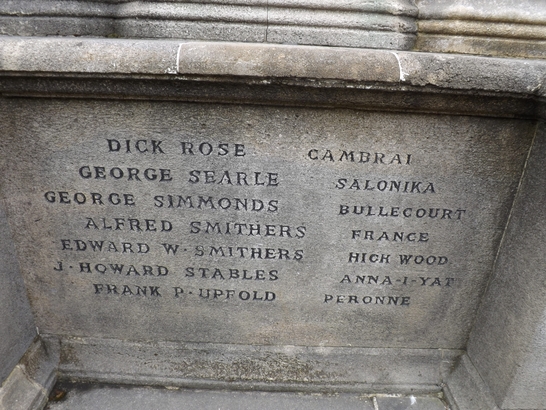 DICK ROSE CAMBRAI
GEORGE SEARLE SALONIKA
GEORGE SIMMONDS BULLECOURT
ALFRED SMITHERS FRANCE
EDWARD W·SMITHERS HIGH WOOD
J·HOWARD STABLES ANNA-I-YAT
FRANK P·UPFOLD PERONNE